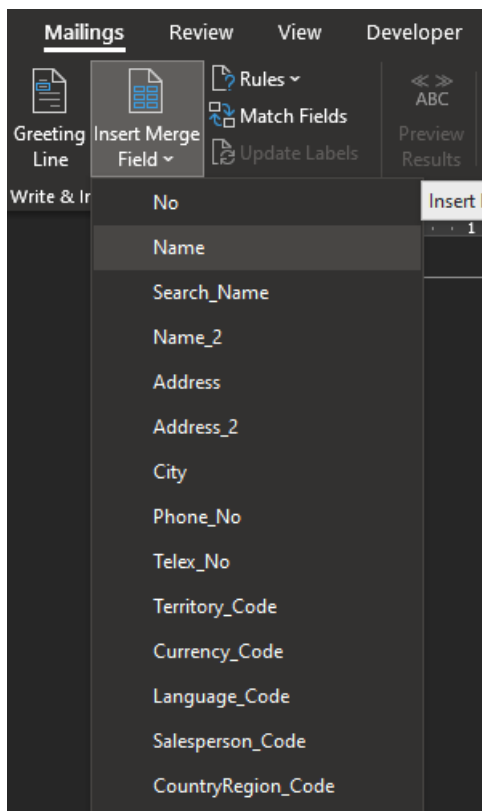 Mailings Review View Developer
Greeting Line
Insert Merge Field
Rules
Match Fields
Update Labels
ABC
Preview Results
Write & Ir
Insert
1
No
Name
Search_Name
Name_2
Address
Address_2
City
Phone_No
Telex_No
Territory_Code
Currency_Code
Language_Code
Salesperson_Code
CountryRegion_Code